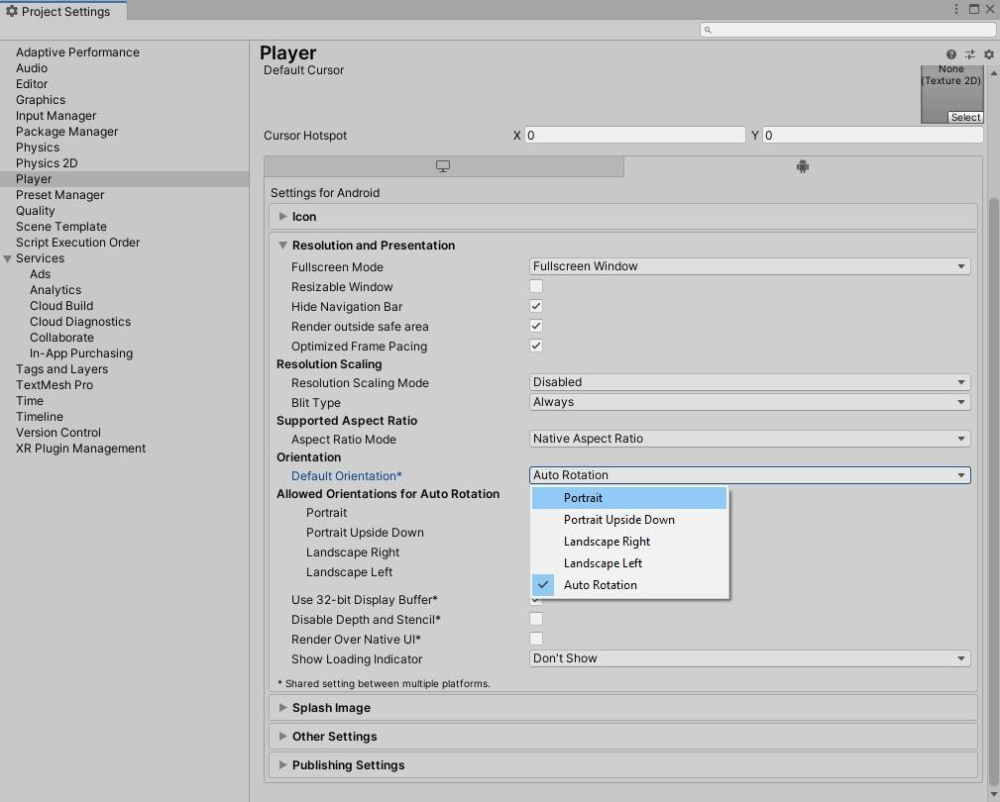 Project Settings
Adaptive Performance
Audio
Editor
Graphics
Input Manager
Package Manager
Physics
Physics 2D
Player
Preset Manager
Quality
Scene Template
Script Execution Order
Services
Ads
Analytics
Cloud Build
Cloud Diagnostics
Collaborate
In-App Purchasing
Tags and Layers
TextMesh Pro
Time
Timeline
Version Control
XR Plugin Management
Player
Default Cursor
None
(Texture 2D)
Select
Cursor Hotspot X 0 Y 0
Settings for Android
Icon
Resolution and Presentation
Fullscreen Mode Fullscreen Window
Resizable Window
Hide Navigation Bar
Render outside safe area
Optimized Frame Pacing
Resolution Scaling
Resolution Scaling Mode Disabled
Blit Type Always
Supported Aspect Ratio
Aspect Ratio Mode Native Aspect Ratio
Orientation
Default Orientation* Auto Rotation
Allowed Orientations for Auto Rotation
Portrait
Portrait Upside Down
Landscape Right
Landscape Left
Portrait
Portrait Upside Down
Landscape Right
Landscape Left
Auto Rotation
Use 32-bit Display Buffer*
Disable Depth and Stencil*
Render Over Native UI*
Show Loading Indicator Don't Show
* Shared setting between multiple platforms.
Splash Image
Other Settings
Publishing Settings